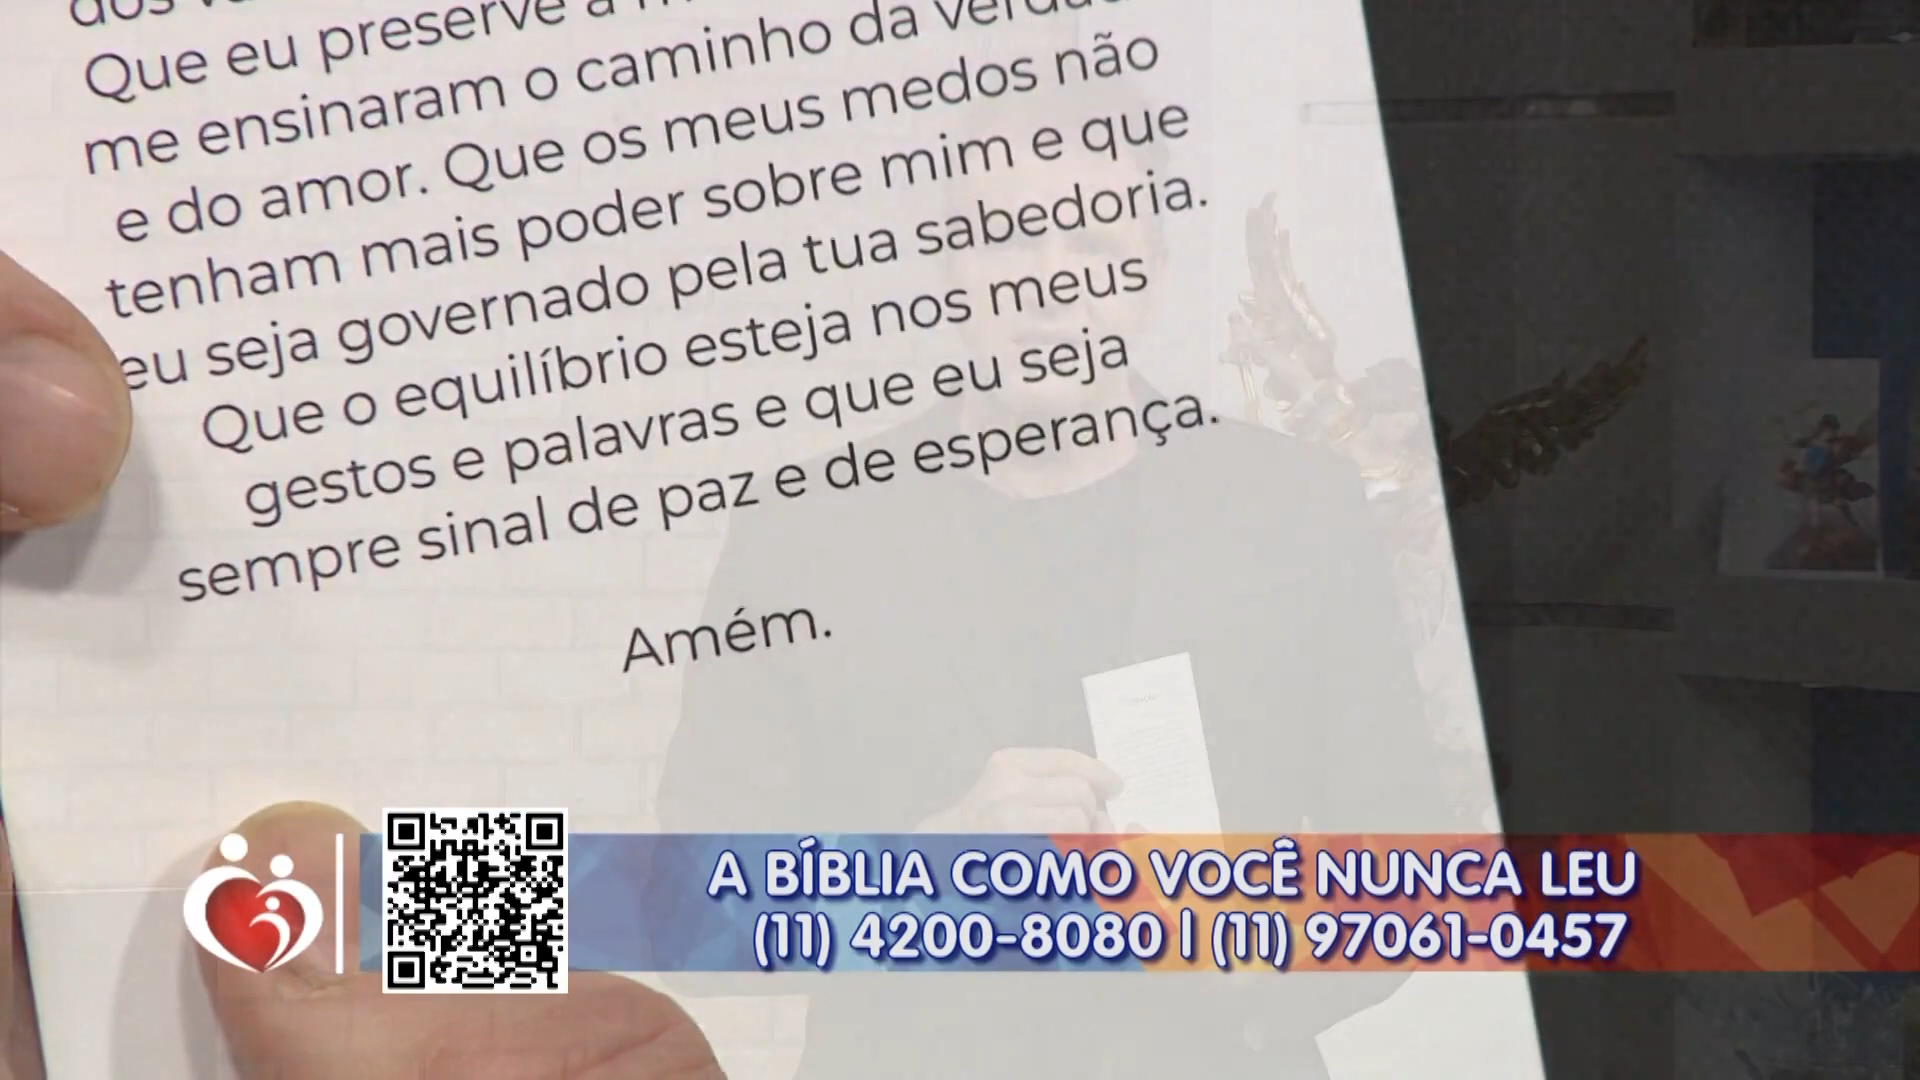 Que eu preserve a
me ensinaram o caminho da
e do amor. Que os meus medos não
tenham mais poder sobre mim e que
eu seja governado pela tua sabedoria.
Que o equilíbrio esteja nos meus
gestos e palavras e que eu seja
sempre sinal de paz e de esperança.
Amém.
A BÍBLIA COMO VOCÊ NUNCA LEU
(11) 4200-8080 | (11) 97061-0457